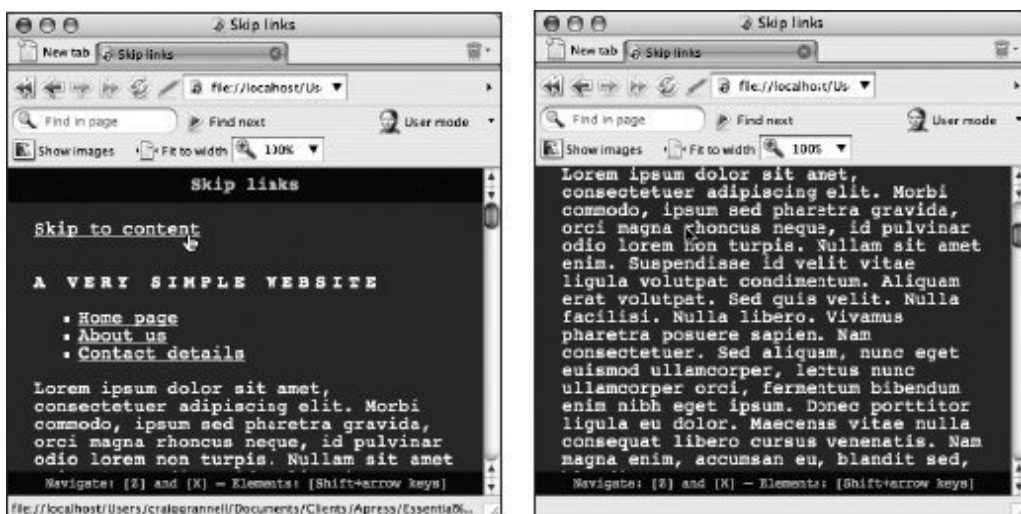 Skip links
New tab Skip links
file://localhost/Us
Find in page Find next User mode
Show images Fit to width 100%
Skip links
Skip to content
A VERY SIMPLE WEBSITE
Home page
About us
Contact details
Lorem ipsum dolor sit amet,
consectetuer adipiscing elit. Morbi
commodo, ipsum sed pharetra gravida,
orci magna rhoncus neque, id pulvinar
odio lorem non turpis. Nullam sit amet
Navigate: [Z] and [X] — Elements: [Shift+arrow keys]
file://localhost/Users/craiggrannell/Documents/Clients/Apress/Essential%...
Skip links
New tab Skip links
file://localhost/Us
Find in page Find next User mode
Show images Fit to width 100%
Lorem ipsum dolor sit amet,
consectetuer adipiscing elit. Morbi
commodo, ipsum sed pharetra gravida,
orci magna rhoncus neque, id pulvinar
odio lorem non turpis. Nullam sit amet
enim. Suspendisse id velit vitae
ligula volutpat condimentum. Aliquam
erat volutpat. Sed quis velit. Nulla
facilisi. Nulla libero. Vivamus
pharetra posuere sapien. Nam
consectetuer. Sed aliquam, nunc eget
euismod ullamcorper, lectus nunc
ullamcorper orci, fermentum bibendum
enim nibh eget ipsum. Donec porttitor
ligula eu dolor. Maecenas vitae nulla
consequat libero cursus venenatis. Nam
magna enim, accumsan eu, blandit sed,
Navigate: [Z] and [X] — Elements: [Shift+arrow keys]